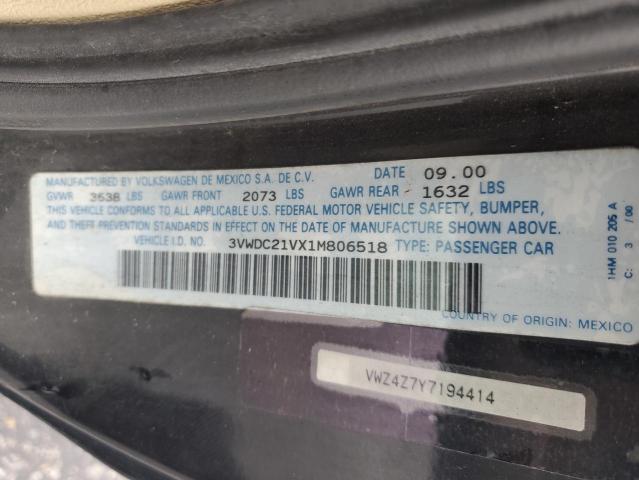 MANUFACTURED BY VOLKSWAGEN DE MEXICO S.A. DE C.V. DATE 09.00
GVWR 3638 LBS GAWR FRONT 2073 LBS GAWR REAR 1632 LBS
THIS VEHICLE CONFORMS TO ALL APPLICABLE U.S. FEDERAL MOTOR VEHICLE SAFETY, BUMPER,
AND THEFT PREVENTION STANDARDS IN EFFECT ON THE DATE OF MANUFACTURE SHOWN ABOVE.
VEHICLE I.D. NO. 3VWDC21VX1M806518 TYPE: PASSENGER CAR
COUNTRY OF ORIGIN: MEXICO
1HM 010 205 A
C: 3 /00
VWZ4Z7Y7194414